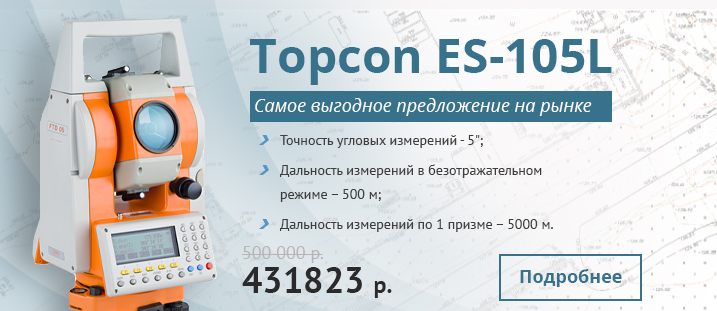 Topcon ES-105L
Самое выгодное предложение на рынке
Точность угловых измерений - 5";
Дальность измерений в безотражательном
режиме – 500 м;
Дальность измерений по 1 призме – 5000 м.
500 000 р.
431823 р.
Подробнее